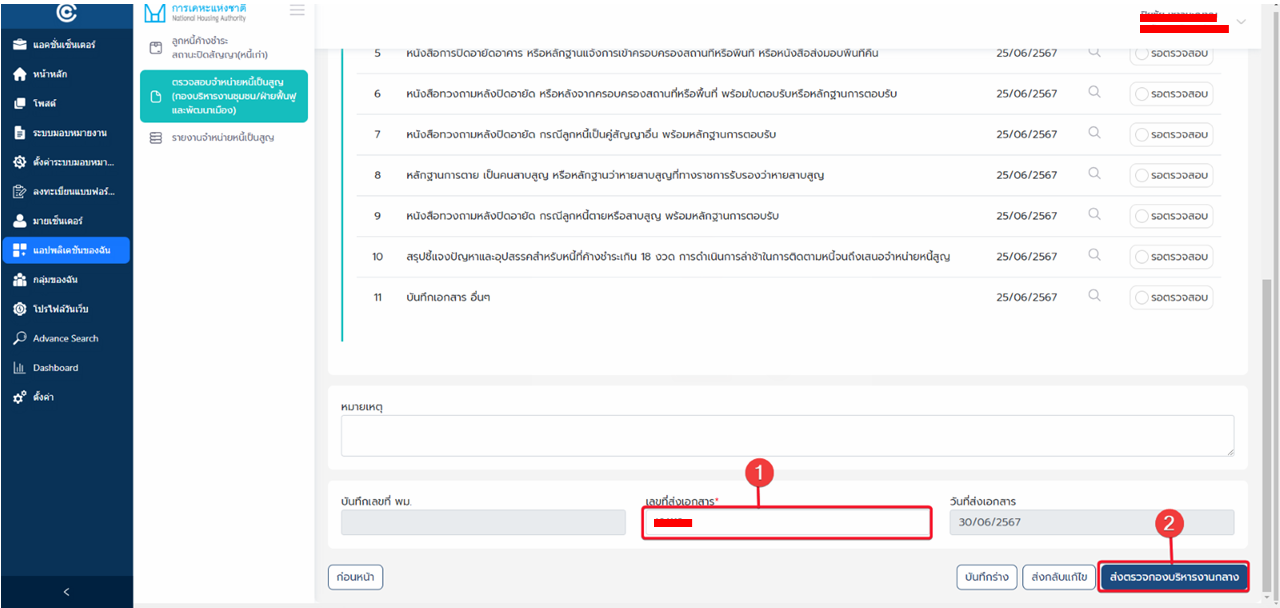 การเคหะแห่งชาติ
National Housing Authority
แอคชั่นเซ็นเตอร์
หน้าหลัก
โพสต์
ระบบมอบหมายงาน
ตั้งค่าระบบมอบหมา...
ลงทะเบียนแบบฟอร์...
มายเซ็นเตอร์
แอปพลิเคชันของฉัน
กลุ่มของฉัน
โปรไฟล์วันเว็บ
Advance Search
Dashboard
ตั้งค่า
<
ลูกหนี้ค้างชำระ
สถานะปิดสัญญา(หนี้เก่า)
ตรวจสอบจำหน่ายหนี้เป็นสูญ
(กองบริหารงานชุมชน/ฝ่ายฟื้นฟู
และพัฒนาเมือง)
รายงานจำหน่ายหนี้เป็นสูญ
5 หนังสือการปิดอายัดอาคาร หรือหลักฐานแจ้งการเข้าครอบครองสถานที่หรือพื้นที่ หรือหนังสือส่งมอบพื้นที่คืน 25/06/2567 รอตรวจสอบ
6 หนังสือทวงถามหลังปิดอายัด หรือหลังจากครอบครองสถานที่หรือพื้นที่ พร้อมใบตอบรับหรือหลักฐานการตอบรับ 25/06/2567 รอตรวจสอบ
7 หนังสือทวงถามหลังปิดอายัด กรณีลูกหนี้เป็นคู่สัญญาอื่น พร้อมหลักฐานการตอบรับ 25/06/2567 รอตรวจสอบ
8 หลักฐานการตาย เป็นคนสาบสูญ หรือหลักฐานว่าหายสาบสูญที่ทางราชการรับรองว่าหายสาบสูญ 25/06/2567 รอตรวจสอบ
9 หนังสือทวงถามหลังปิดอายัด กรณีลูกหนี้ตายหรือสาบสูญ พร้อมหลักฐานการตอบรับ 25/06/2567 รอตรวจสอบ
10 สรุปชี้แจงปัญหาและอุปสรรคสำหรับหนี้ที่ค้างชำระเกิน 18 งวด การดำเนินการล่าช้าในการติดตามหนี้จนถึงเสนอจำหน่ายหนี้สูญ 25/06/2567 รอตรวจสอบ
11 บันทึกเอกสาร อื่นๆ 25/06/2567 รอตรวจสอบ
หมายเหตุ
1
บันทึกเลขที่ พม. เลขที่ส่งเอกสาร* วันที่ส่งเอกสาร
30/06/2567
2
ก่อนหน้า บันทึกร่าง ส่งกลับแก้ไข ส่งตรวจกองบริหารงานกลาง